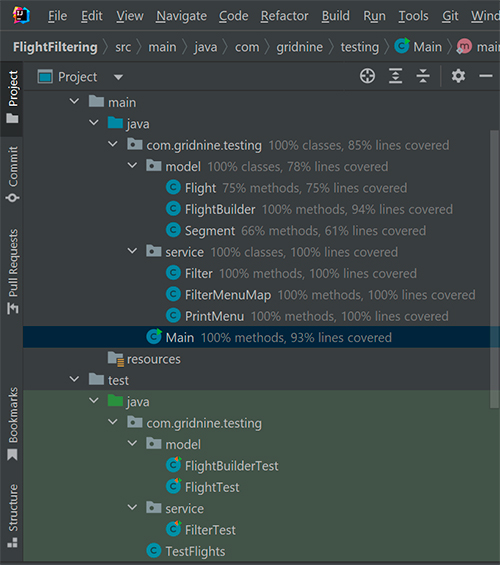 File Edit View Navigate Code Refactor Build Run Tools Git Wind
FlightFiltering src main java com gridnine testing Main mai
Project
Project
Commit
Pull Requests
Bookmarks
Structure
main
java
com.gridnine.testing 100% classes, 85% lines covered
model 100% classes, 78% lines covered
Flight 75% methods, 75% lines covered
FlightBuilder 100% methods, 94% lines covered
Segment 66% methods, 61% lines covered
service 100% classes, 100% lines covered
Filter 100% methods, 100% lines covered
FilterMenuMap 100% methods, 100% lines covered
PrintMenu 100% methods, 100% lines covered
Main 100% methods, 93% lines covered
resources
test
java
com.gridnine.testing
model
FlightBuilderTest
FlightTest
service
FilterTest
TestFlights